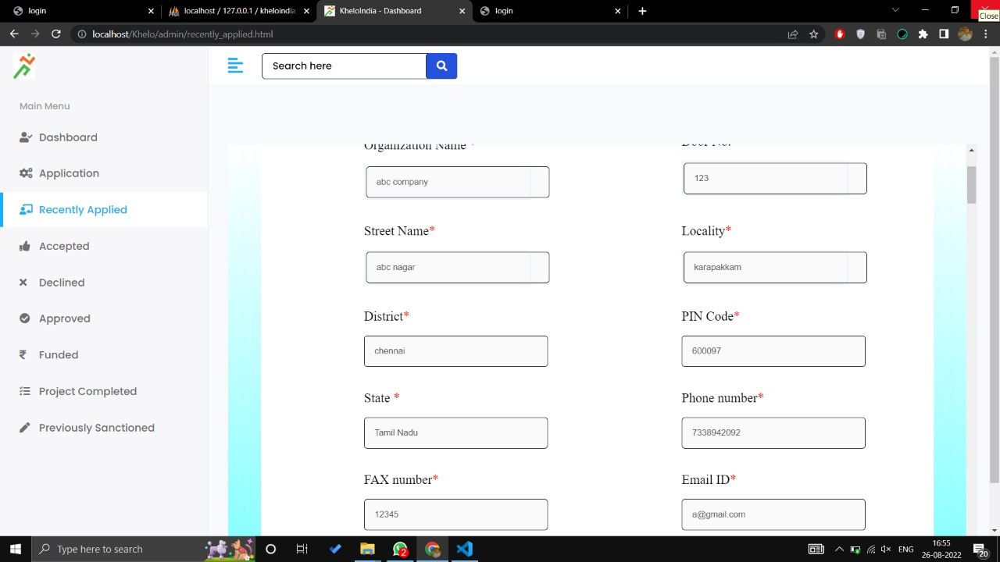 login
localhost / 127.0.0.1 / kheloindia
KheloIndia - Dashboard
login
Close
localhost/Khelo/admin/recently_applied.html
Search here
Main Menu
Dashboard
Application
Recently Applied
Accepted
Declined
Approved
Funded
Project Completed
Previously Sanctioned
Organization Name *
Door No.
abc company
123
Street Name*
Locality*
abc nagar
karapakkam
District*
PIN Code*
chennai
600097
State *
Phone number*
Tamil Nadu
7338942092
FAX number*
Email ID*
12345
a@gmail.com
Type here to search
2
ENG
16:55
26-08-2022
20